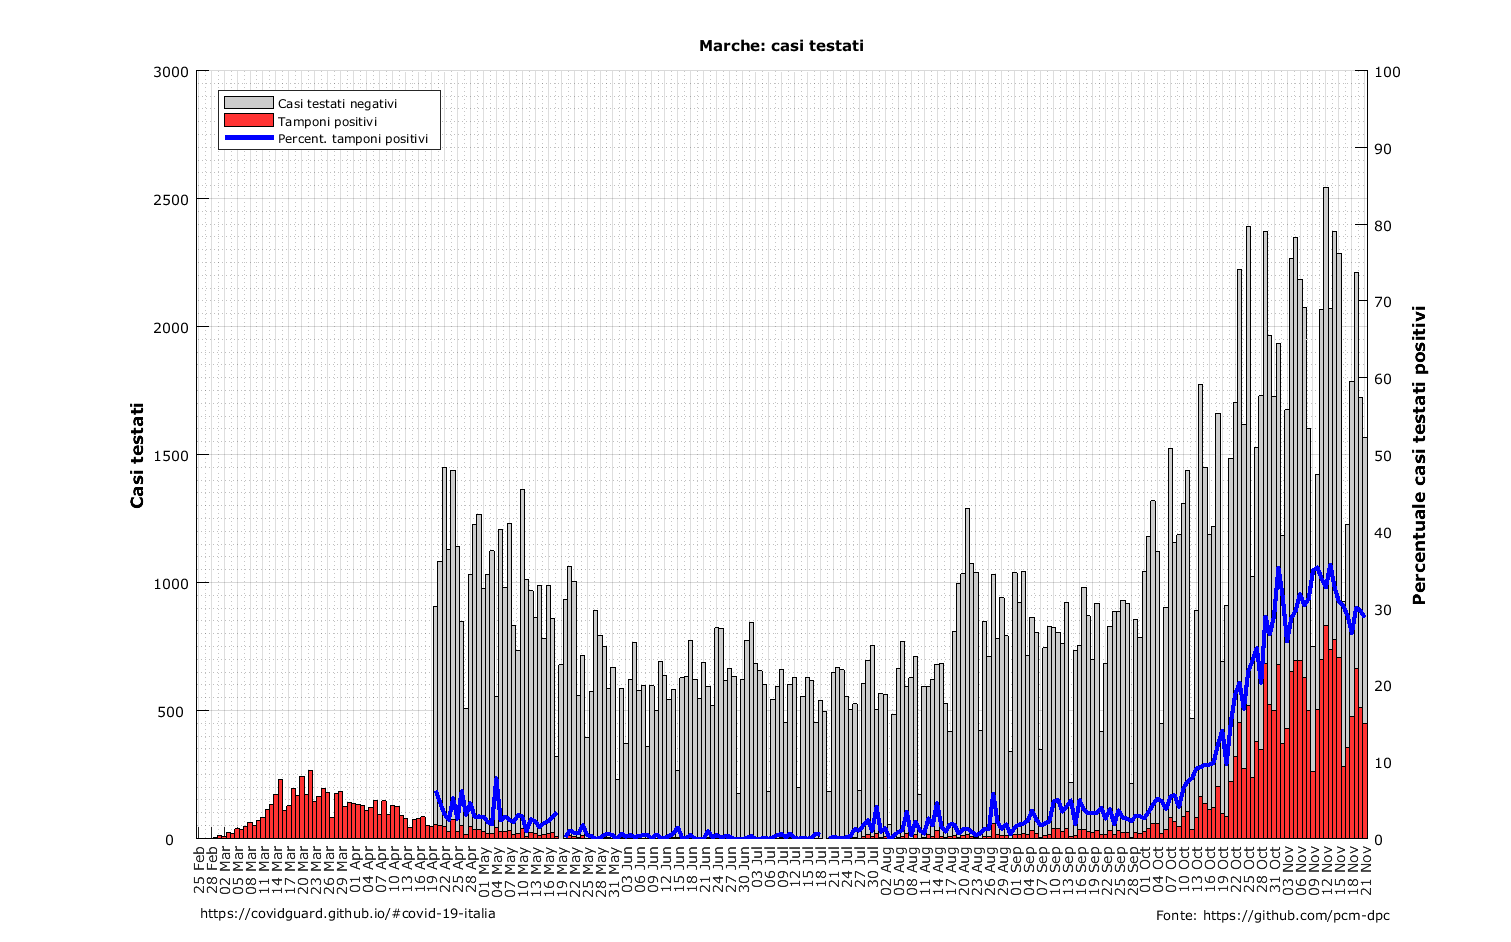 Marche: casi testati
3000
2500
2000
1500
1000
500
0
Casi testati
100
90
80
70
60
50
40
30
20
10
0
Percentuale casi testati positivi
Casi testati negativi
Tamponi positivi
Percent. tamponi positivi
25 Feb
28 Feb
02 Mar
05 Mar
08 Mar
11 Mar
14 Mar
17 Mar
20 Mar
23 Mar
26 Mar
29 Mar
01 Apr
04 Apr
07 Apr
10 Apr
13 Apr
16 Apr
19 Apr
22 Apr
25 Apr
28 Apr
01 May
04 May
07 May
10 May
13 May
16 May
19 May
22 May
25 May
28 May
31 May
03 Jun
06 Jun
09 Jun
12 Jun
15 Jun
18 Jun
21 Jun
24 Jun
27 Jun
30 Jun
03 Jul
06 Jul
09 Jul
12 Jul
15 Jul
18 Jul
21 Jul
24 Jul
27 Jul
30 Jul
02 Aug
05 Aug
08 Aug
11 Aug
14 Aug
17 Aug
20 Aug
23 Aug
26 Aug
29 Aug
01 Sep
04 Sep
07 Sep
10 Sep
13 Sep
16 Sep
19 Sep
22 Sep
25 Sep
28 Sep
01 Oct
04 Oct
07 Oct
10 Oct
13 Oct
16 Oct
19 Oct
22 Oct
25 Oct
28 Oct
31 Oct
03 Nov
06 Nov
09 Nov
12 Nov
15 Nov
18 Nov
21 Nov
https://covidguard.github.io/#covid-19-italia
Fonte: https://github.com/pcm-dpc